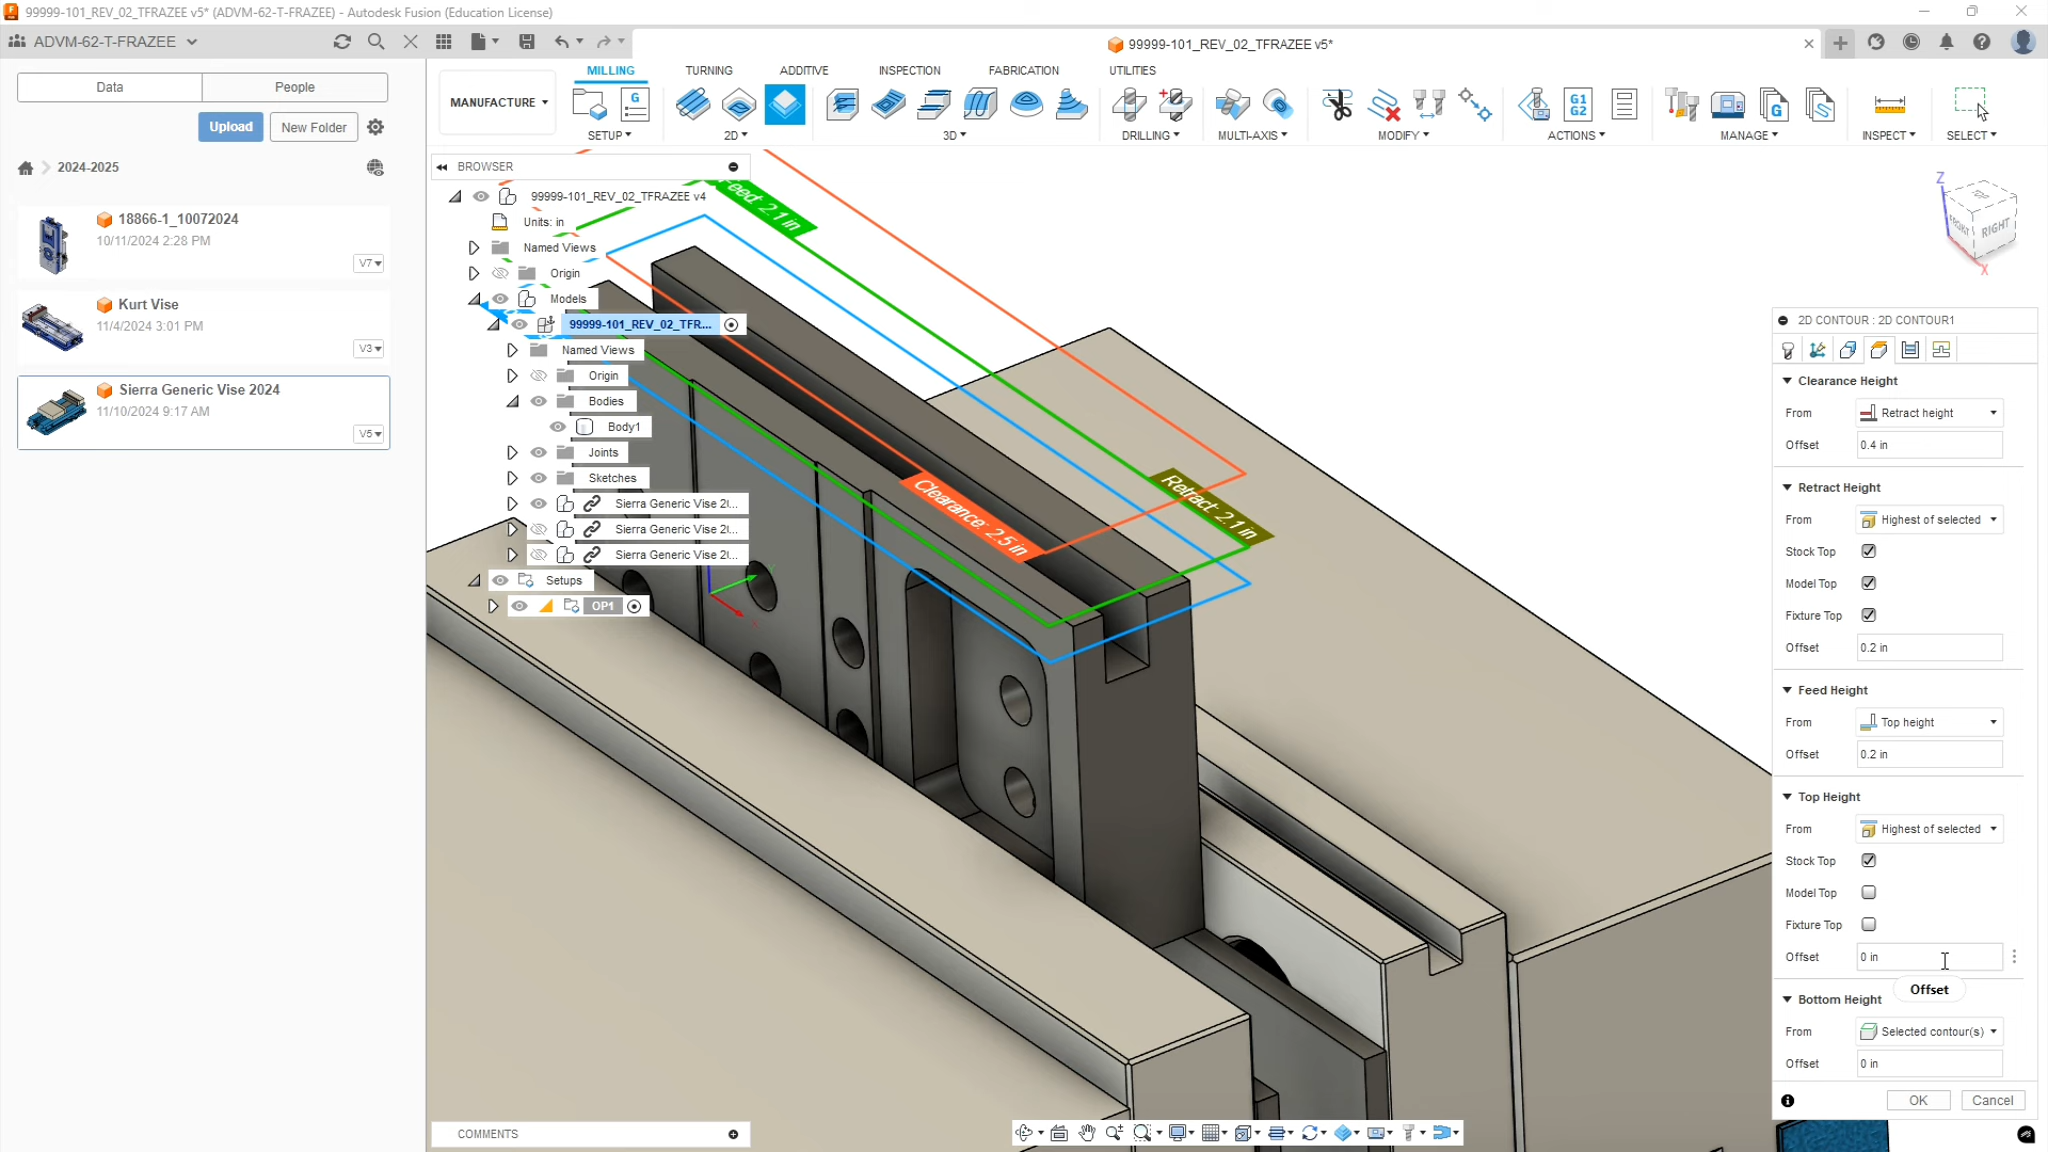 99999-101_REV_02_TFRAZEE v5* (ADVM-62-T-FRAZEE) - Autodesk Fusion (Education License)
ADVM-62-T-FRAZEE
99999-101_REV_02_TFRAZEE v5*
Data
People
Upload
New Folder
2024-2025
18866-1_10072024
10/11/2024 2:28 PM
V7
Kurt Vise
11/4/2024 3:01 PM
V3
Sierra Generic Vise 2024
11/10/2024 9:17 AM
V5
MANUFACTURE
MILLING
TURNING
ADDITIVE
INSPECTION
FABRICATION
UTILITIES
G
G1
G2
G
SETUP
2D
3D
DRILLING
MULTI-AXIS
MODIFY
ACTIONS
MANAGE
INSPECT
SELECT
BROWSER
99999-101_REV_02_TFRAZEE v4
Units: in
Named Views
Origin
Models
99999-101_REV_02_TFR...
Named Views
Origin
Bodies
Body1
Joints
Sketches
Sierra Generic Vise 2(...
Sierra Generic Vise 2(...
Sierra Generic Vise 2(...
Setups
OP1
Feed: 2.1 in
Clearance: 2.5 in
Retract: 2.1 in
Z
FRONT
RIGHT
X
2D CONTOUR : 2D CONTOUR1
Clearance Height
From
Retract height
Offset
0.4 in
Retract Height
From
Highest of selected
Stock Top
Model Top
Fixture Top
Offset
0.2 in
Feed Height
From
Top height
Offset
0.2 in
Top Height
From
Highest of selected
Stock Top
Model Top
Fixture Top
Offset
0 in
Offset
Bottom Height
From
Selected contour(s)
Offset
0 in
OK
Cancel
COMMENTS